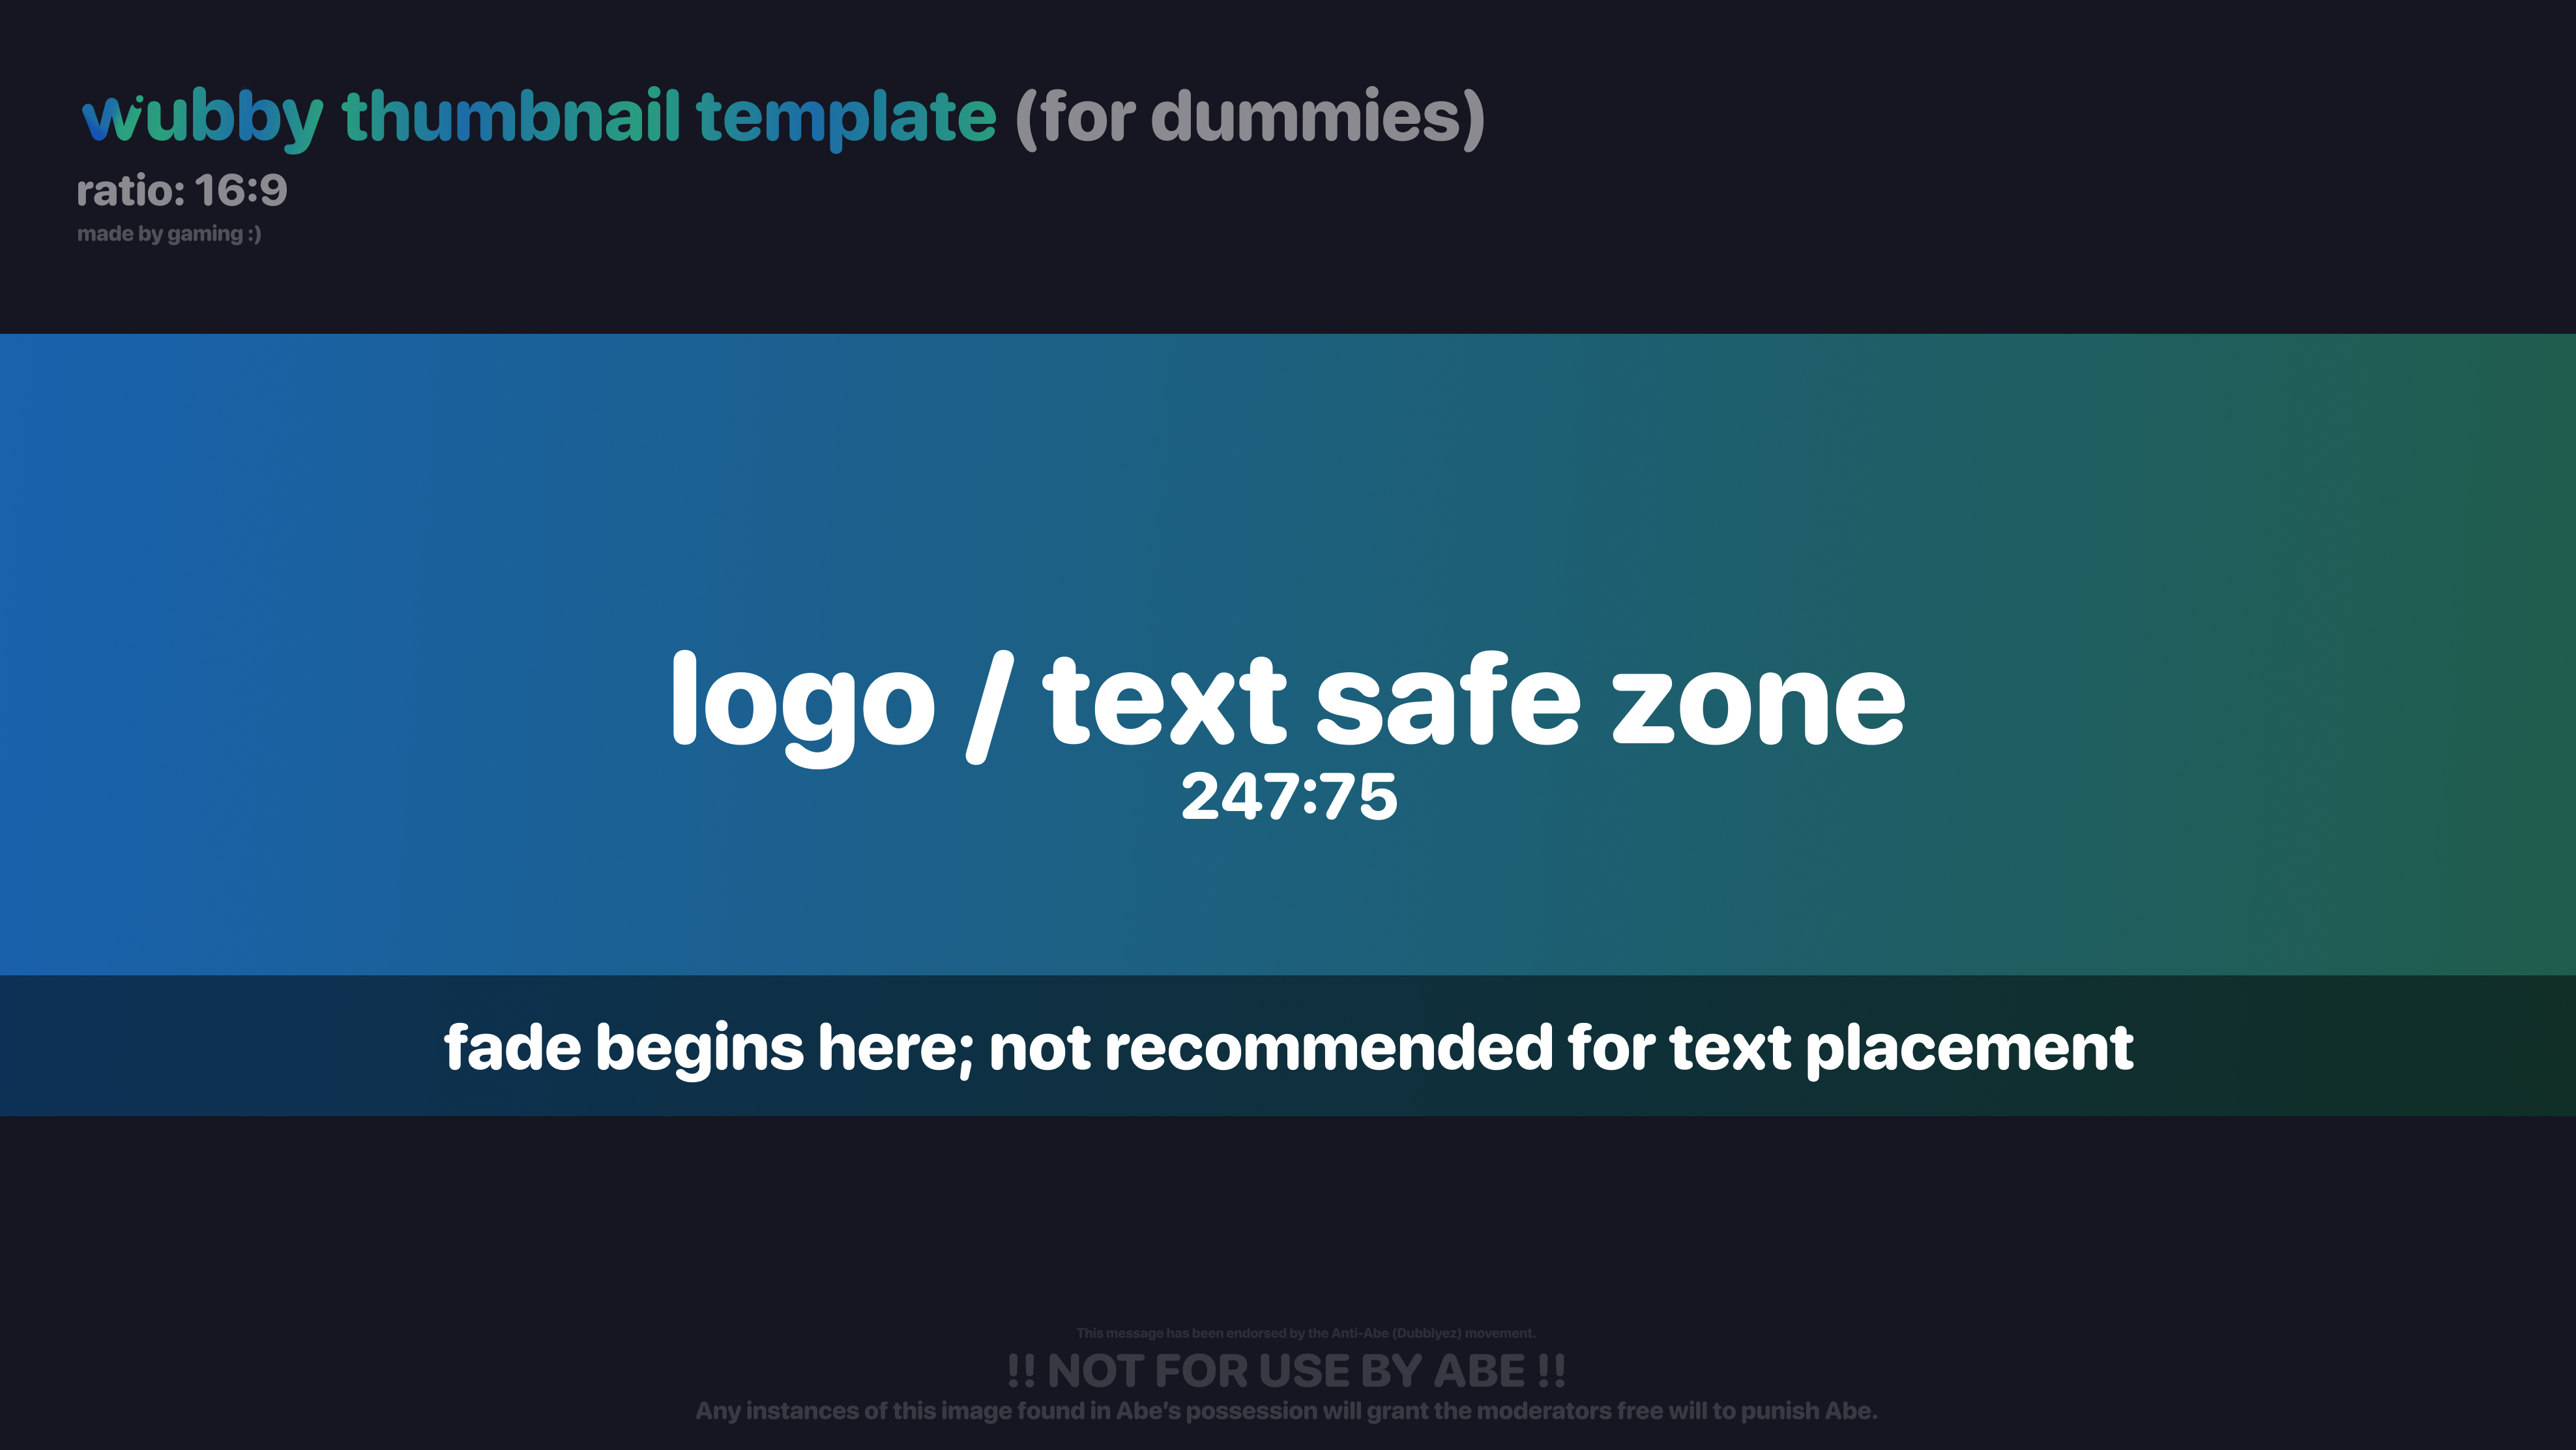 wubby thumbnail template (for dummies)
ratio: 16:9
made by gaming :)
logo / text safe zone
247:75
fade begins here; not recommended for text placement
This message has been endorsed by the Anti-Abe (Dubblyez) movement.
!! NOT FOR USE BY ABE !!
Any instances of this image found in Abe's possession will grant the moderators free will to punish Abe.